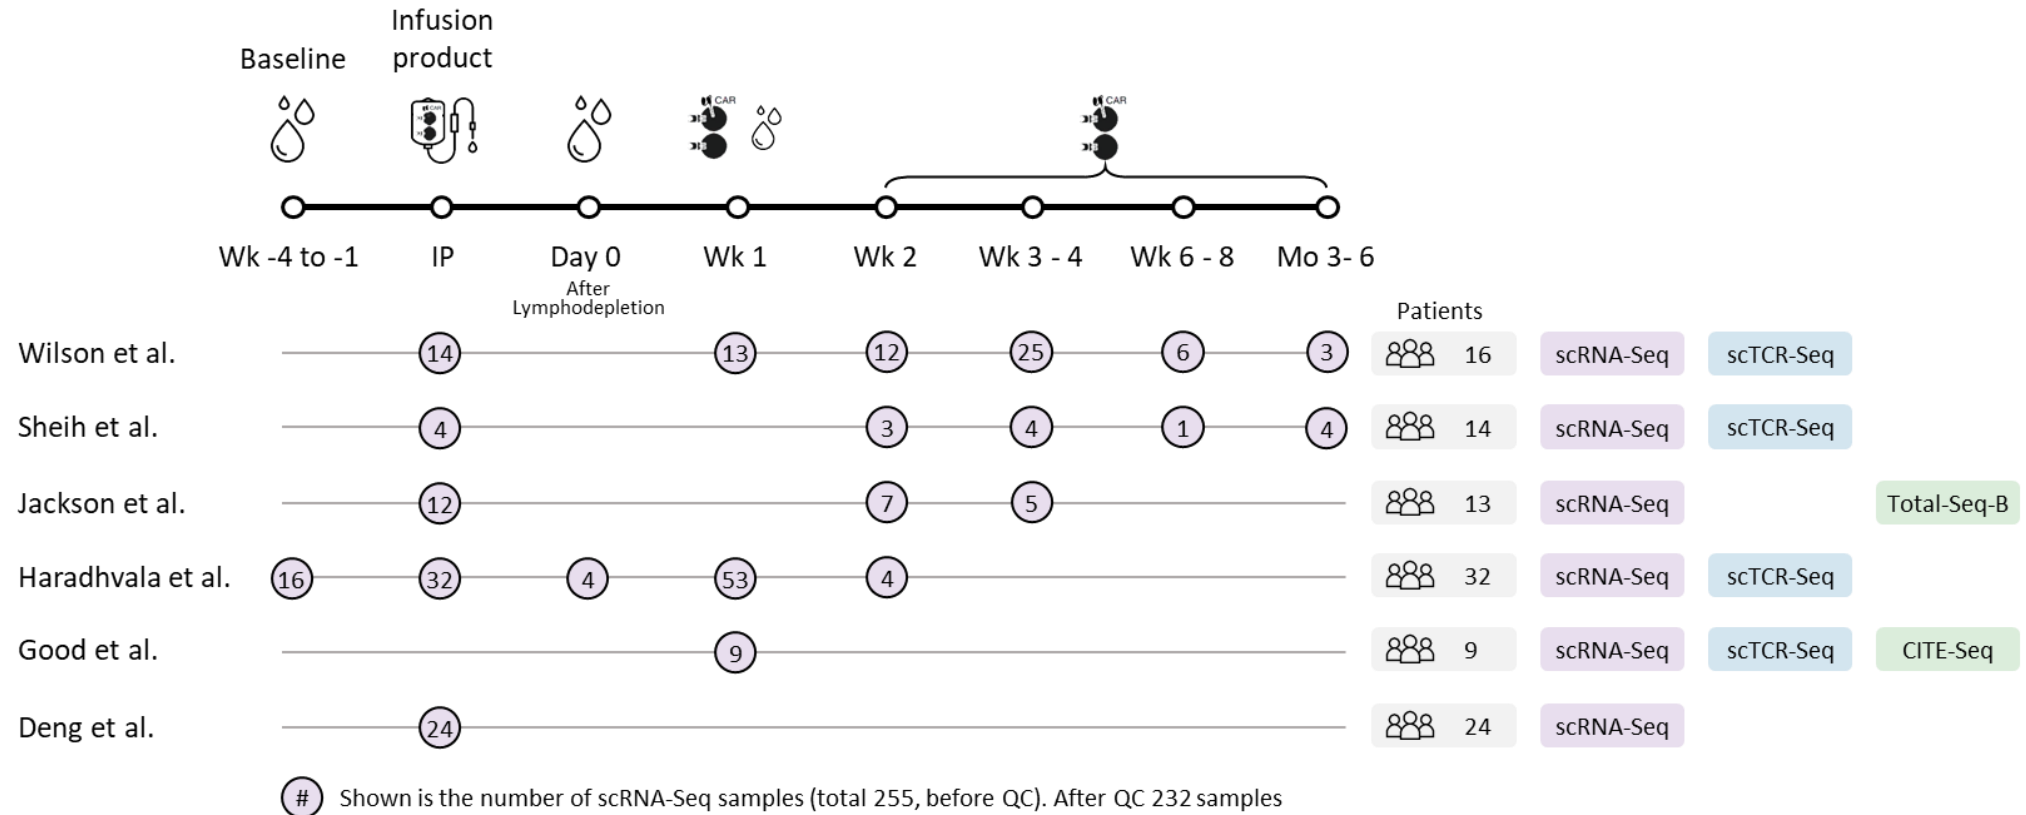 Infusion
Baseline product
CAR CAR CAR
Wk -4 to -1 IP Day 0 Wk 1 Wk 2 Wk 3 - 4 Wk 6 - 8 Mo 3- 6
After
Lymphodepletion
Patients
Wilson et al. 14 13 12 25 6 3 16 scRNA-Seq scTCR-Seq
Sheih et al. 4 3 4 1 4 14 scRNA-Seq scTCR-Seq
Jackson et al. 12 7 5 13 scRNA-Seq Total-Seq-B
Haradhvala et al. 16 32 4 53 4 32 scRNA-Seq scTCR-Seq
Good et al. 9 9 scRNA-Seq scTCR-Seq CITE-Seq
Deng et al. 24 24 scRNA-Seq
# Shown is the number of scRNA-Seq samples (total 255, before QC). After QC 232 samples